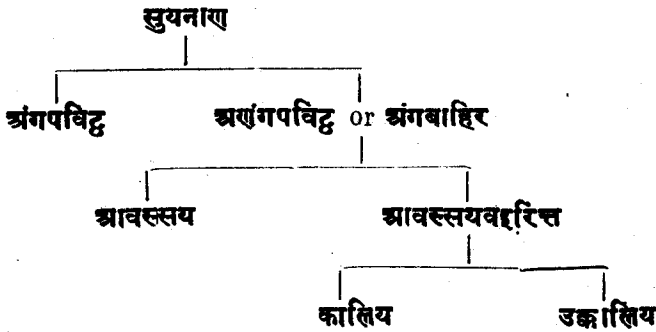 सुयनाण
अंगपविट्ठ अणंगपविट्ठ or अंगबाहिर
आवस्सय आवस्सयवइरित्त
कालिय उक्कालिय